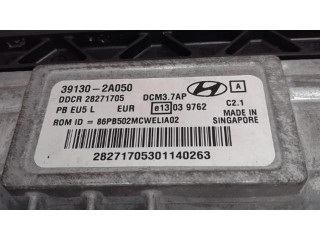 39130-2A050
DDCR 28271705 DCM3.7AP A
PB EU5 L EUR e13 03 9762 C2.1
ROM ID = 86PB502MCWELIA02 MADE IN SINGAPORE
28271705301140263